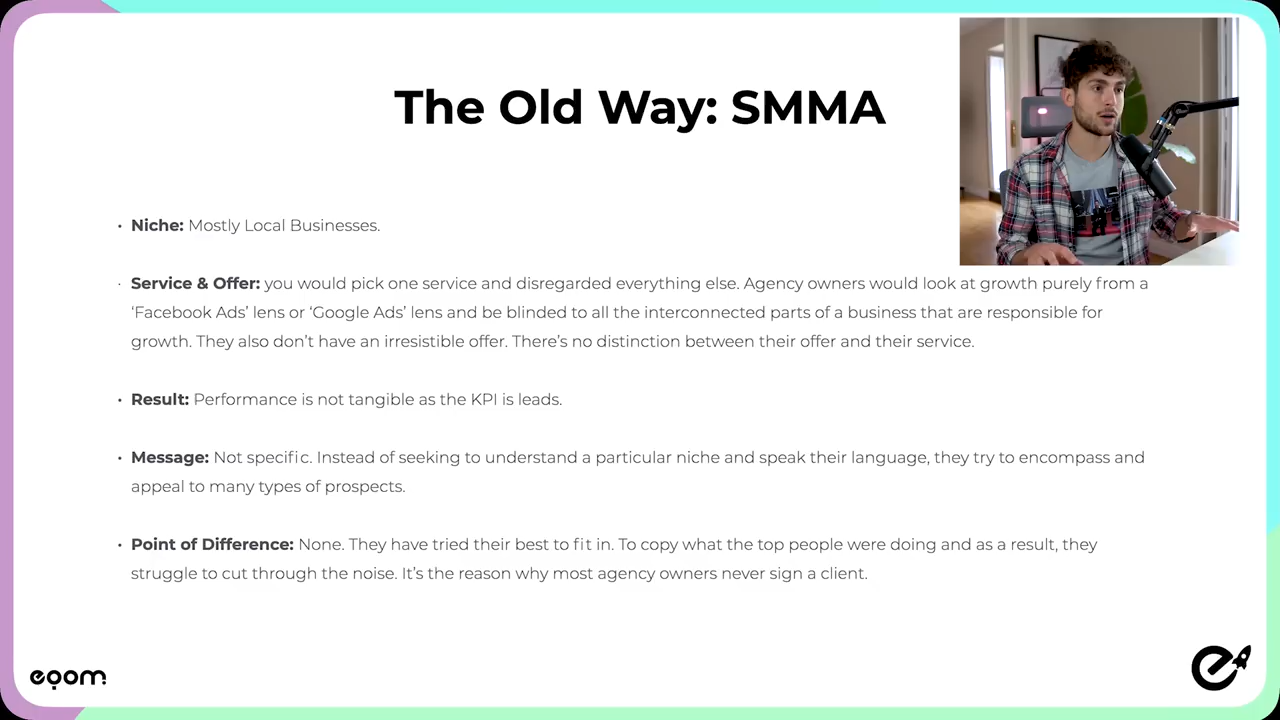 The Old Way: SMMA
• Niche: Mostly Local Businesses.
· Service & Offer: you would pick one service and disregarded everything else. Agency owners would look at growth purely from a
‘Facebook Ads’ lens or ‘Google Ads’ lens and be blinded to all the interconnected parts of a business that are responsible for
growth. They also don’t have an irresistible offer. There’s no distinction between their offer and their service.
• Result: Performance is not tangible as the KPI is leads.
• Message: Not specific. Instead of seeking to understand a particular niche and speak their language, they try to encompass and
appeal to many types of prospects.
• Point of Difference: None. They have tried their best to fit in. To copy what the top people were doing and as a result, they
struggle to cut through the noise. It’s the reason why most agency owners never sign a client.